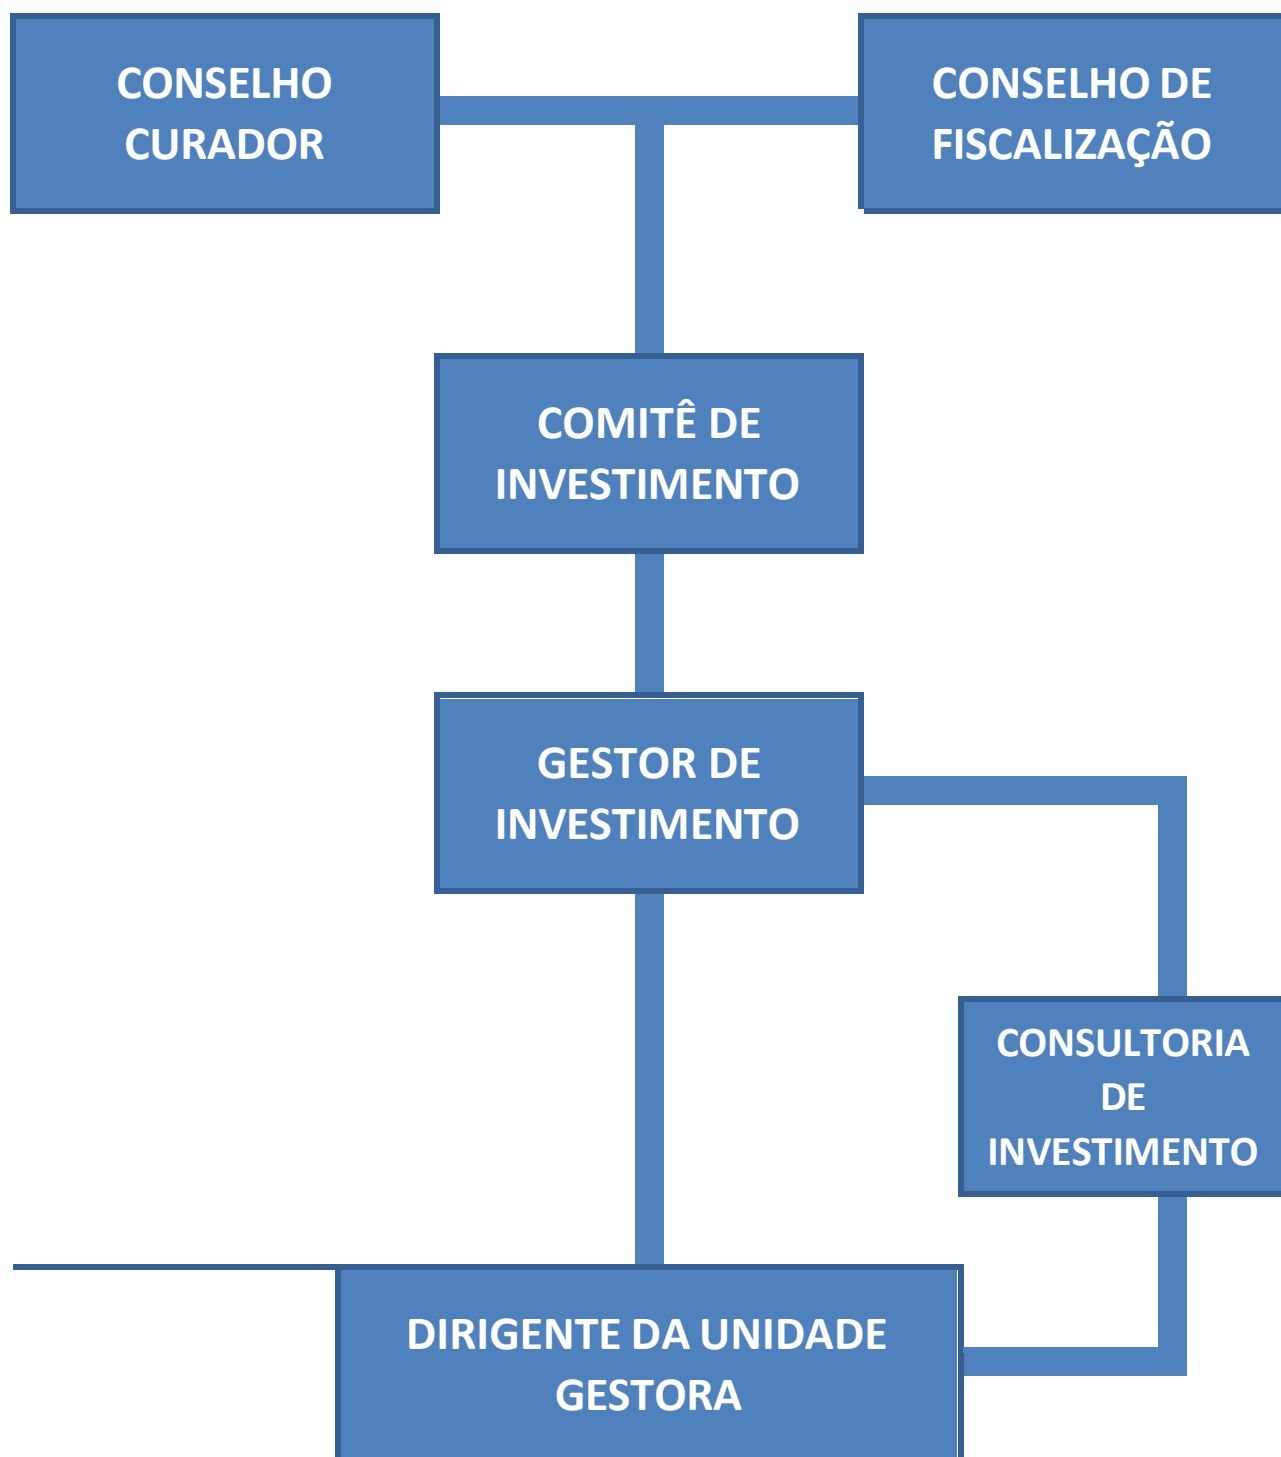 CONSELHO
CURADOR
CONSELHO DE
FISCALIZAÇÃO
COMITÊ DE
INVESTIMENTO
GESTOR DE
INVESTIMENTO
CONSULTORIA
DE
INVESTIMENTO
DIRIGENTE DA UNIDADE
GESTORA